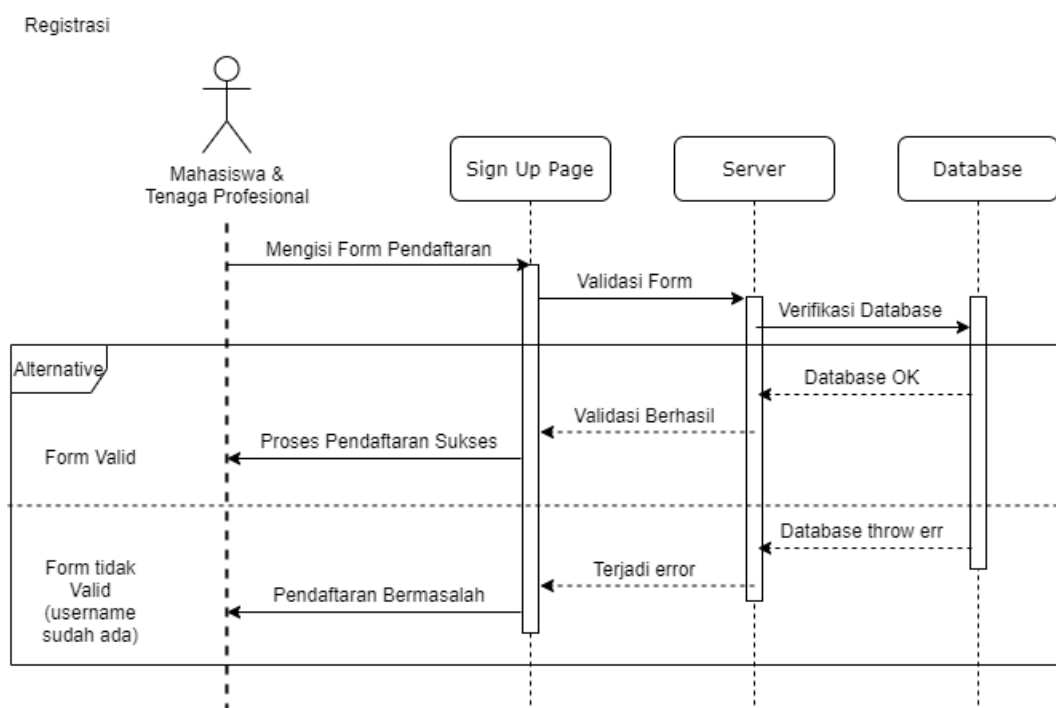 Registrasi
Mahasiswa &
Tenaga Profesional
Sign Up Page
Server
Database
Mengisi Form Pendaftaran
Validasi Form
Verifikasi Database
Alternative
Database OK
Validasi Berhasil
Proses Pendaftaran Sukses
Form Valid
Database throw err
Form tidak
Valid
(username
sudah ada)
Terjadi error
Pendaftaran Bermasalah